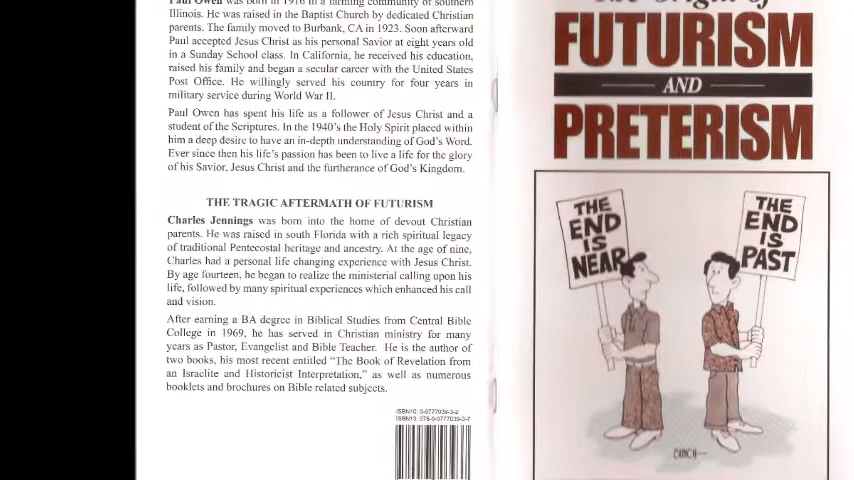 Paul Owen was born in 1916 in a farming community of southern
Illinois. He was raised in the Baptist Church by dedicated Christian
parents. The family moved to Burbank, CA in 1923. Soon afterward
Paul accepted Jesus Christ as his personal Savior at eight years old
in a Sunday School class. In California, he received his education,
raised his family and began a secular career with the United States
Post Office. He willingly served his country for four years in
military service during World War II.
Paul Owen has spent his life as a follower of Jesus Christ and a
student of the Scriptures. In the 1940's the Holy Spirit placed within
him a deep desire to have an in-depth understanding of God's Word.
Ever since then his life's passion has been to live a life for the glory
of his Savior, Jesus Christ and the furtherance of God's Kingdom.
THE TRAGIC AFTERMATH OF FUTURISM
Charles Jennings was born into the home of devout Christian
parents. He was raised in south Florida with a rich spiritual legacy
of traditional Pentecostal heritage and ancestry. At the age of nine,
Charles had a personal life changing experience with Jesus Christ.
By age fourteen, he began to realize the ministerial calling upon his
life, followed by many spiritual experiences which enhanced his call
and vision.
After earning a BA degree in Biblical Studies from Central Bible
College in 1969, he has served in Christian ministry for many
years as Pastor, Evangelist and Bible Teacher. He is the author of
two books, his most recent entitled “The Book of Revelation from
an Israelite and Historicist Interpretation,” as well as numerous
booklets and brochures on Bible related subjects.
ISBN10: 0-9777039-3-2
ISBN13: 978-0-9777039-3-7
The Origin of
FUTURISM
AND
PRETERISM
THE
END
IS
NEAR
THE
END
IS
PAST